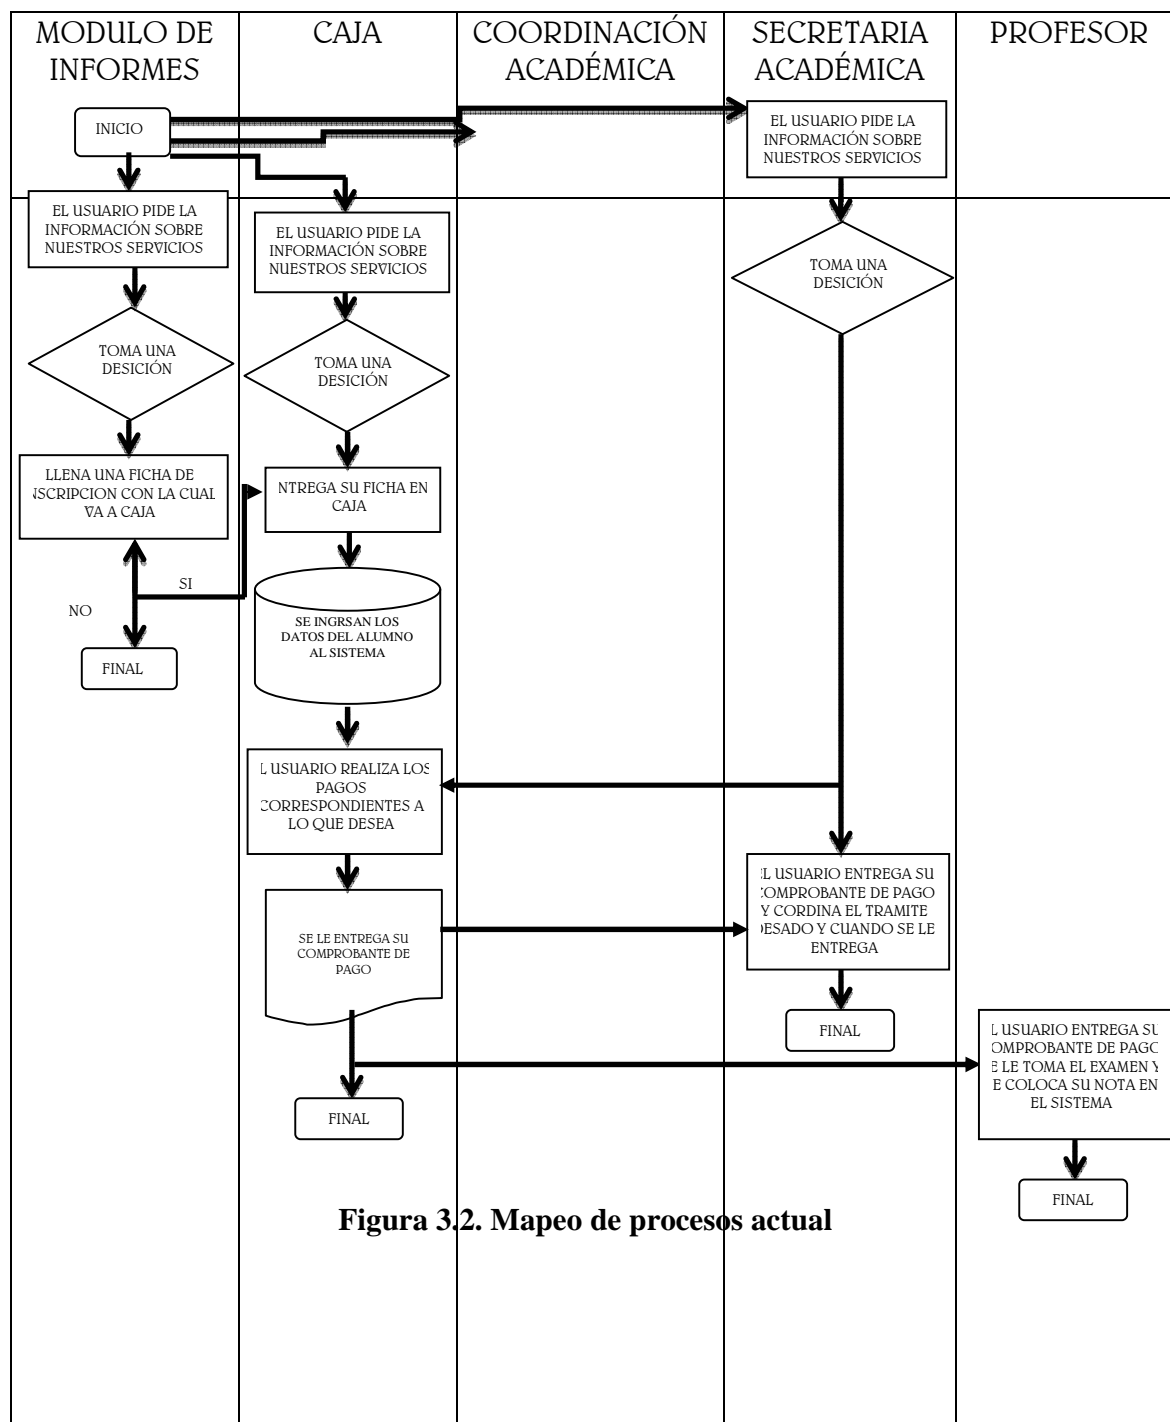 MODULO DE
INFORMES
CAJA
COORDINACIÓN
ACADÉMICA
SECRETARIA
ACADÉMICA
PROFESOR
INICIO
EL USUARIO PIDE LA
INFORMACIÓN SOBRE
NUESTROS SERVICIOS
TOMA UNA
DESICIÓN
LLENA UNA FICHA DE
NSCRIPCION CON LA CUAL
VA A CAJA
SI
NO
FINAL
EL USUARIO PIDE LA
INFORMACIÓN SOBRE
NUESTROS SERVICIOS
TOMA UNA
DESICIÓN
NTREGA SU FICHA EN
CAJA
SE INGRSAN LOS
DATOS DEL ALUMNO
AL SISTEMA
L USUARIO REALIZA LOS
PAGOS
CORRESPONDIENTES A
LO QUE DESEA
SE LE ENTREGA SU
COMPROBANTE DE
PAGO
FINAL
EL USUARIO PIDE LA
INFORMACIÓN SOBRE
NUESTROS SERVICIOS
TOMA UNA
DESICIÓN
EL USUARIO ENTREGA SU
COMPROBANTE DE PAGO
Y CORDINA EL TRAMITE
DESADO Y CUANDO SE LE
ENTREGA
FINAL
L USUARIO ENTREGA SU
OMPROBANTE DE PAGO
E LE TOMA EL EXAMEN Y
E COLOCA SU NOTA EN
EL SISTEMA
FINAL
Figura 3.2. Mapeo de procesos actual